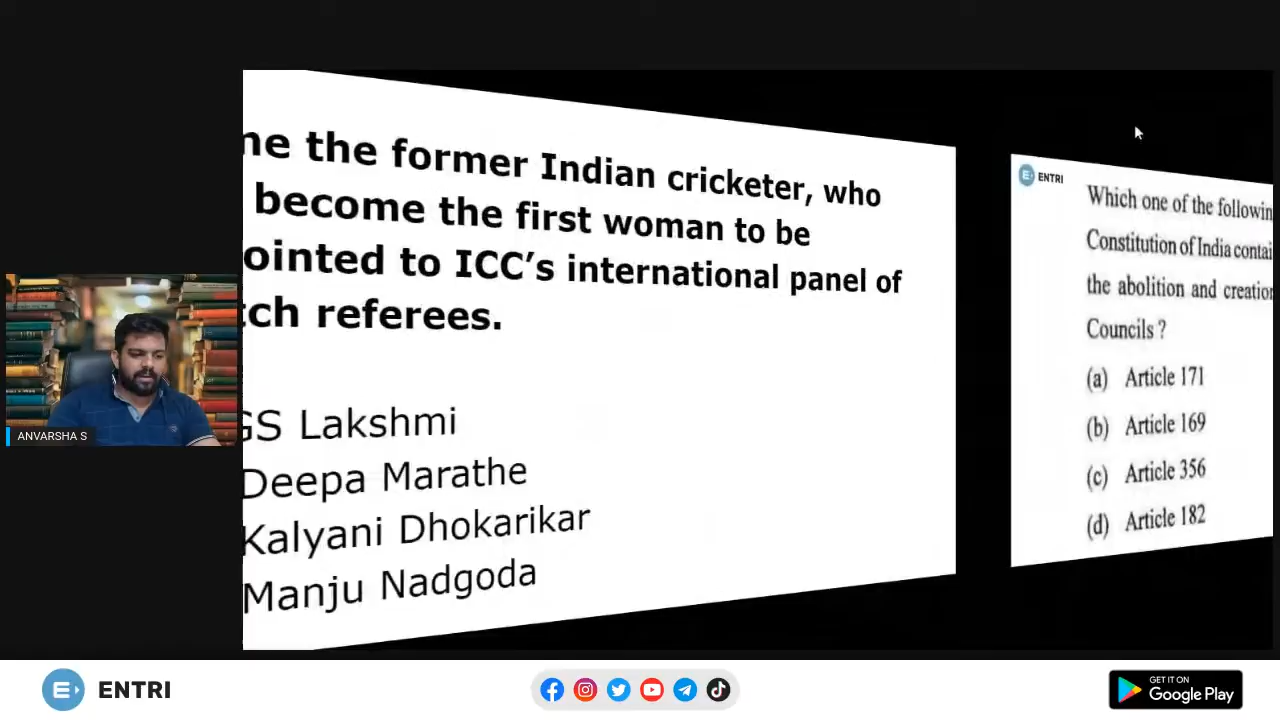 me the former Indian cricketer, who
become the first woman to be
ointed to ICC's international panel of
tch referees.
GS Lakshmi
Deepa Marathe
Kalyani Dhokarikar
Manju Nadgoda
ENTRI
Which one of the followin
Constitution of India contai
the abolition and creation
Councils ?
(a) Article 171
(b) Article 169
(c) Article 356
(d) Article 182
ANVARSHA S
ENTRI
GET IT ON
Google Play